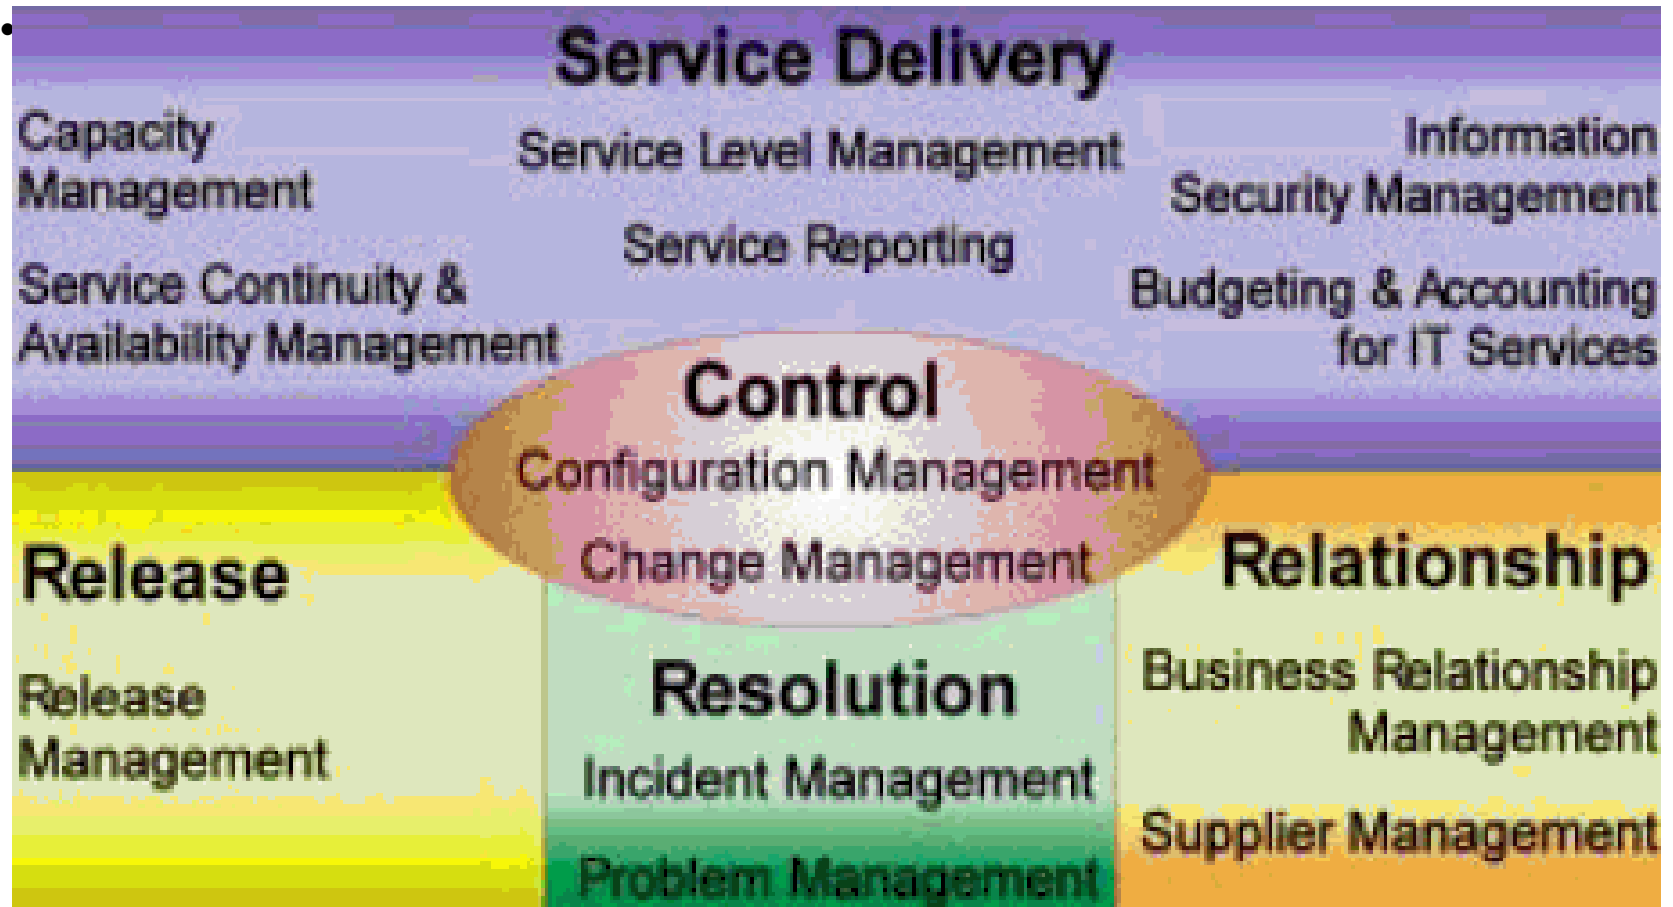 •
Service Delivery
Capacity
Management
Service Continuity &
Availability Management
Service Level Management
Service Reporting
Information
Security Management
Budgeting & Accounting
for IT Services
Control
Configuration Management
Change Management
Release
Release
Management
Resolution
Incident Management
Problem Management
Relationship
Business Relationship
Management
Supplier Management